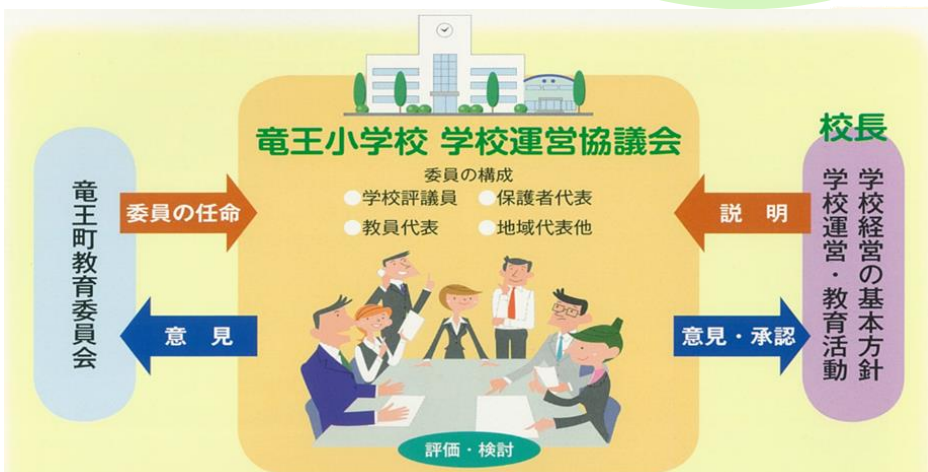 竜王小学校 学校運営協議会
委員の構成
●学校評議員 ●保護者代表
●教員代表 ●地域代表他
竜王町教育委員会
委員の任命
意見
校長
学校経営の基本方針
学校運営・教育活動
説明
意見・承認
評価・検討